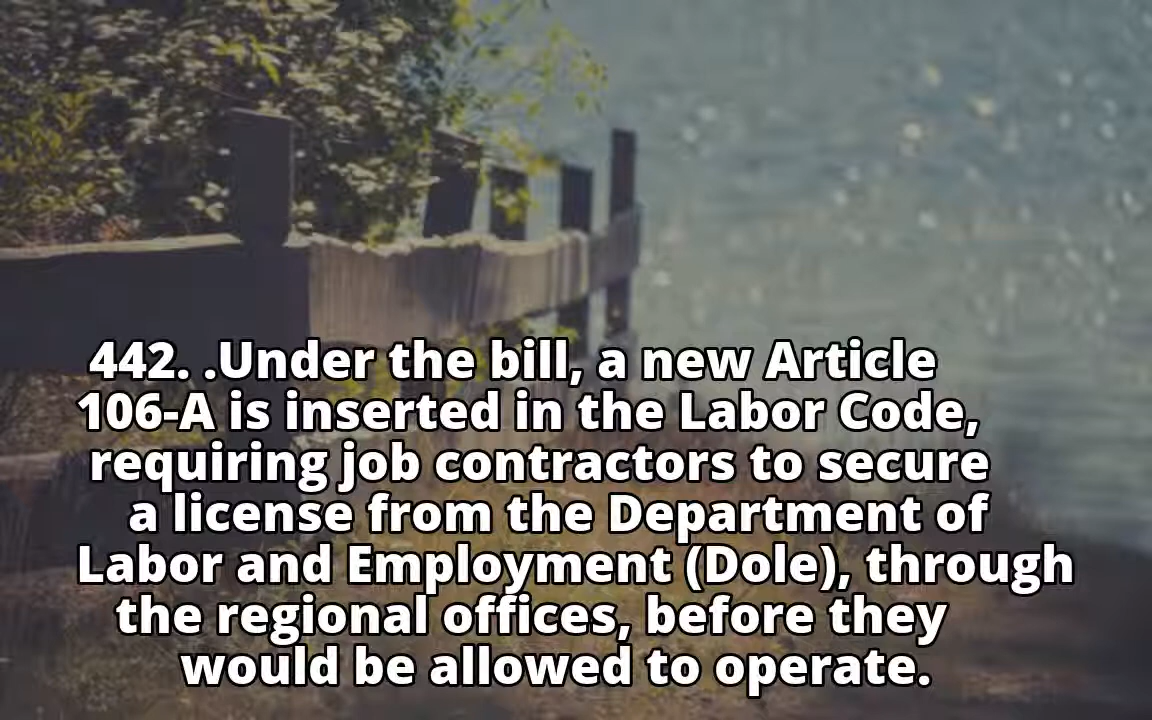 442. .Under the bill, a new Article
106-A is inserted in the Labor Code,
requiring job contractors to secure
a license from the Department of
Labor and Employment (Dole), through
the regional offices, before they
would be allowed to operate.